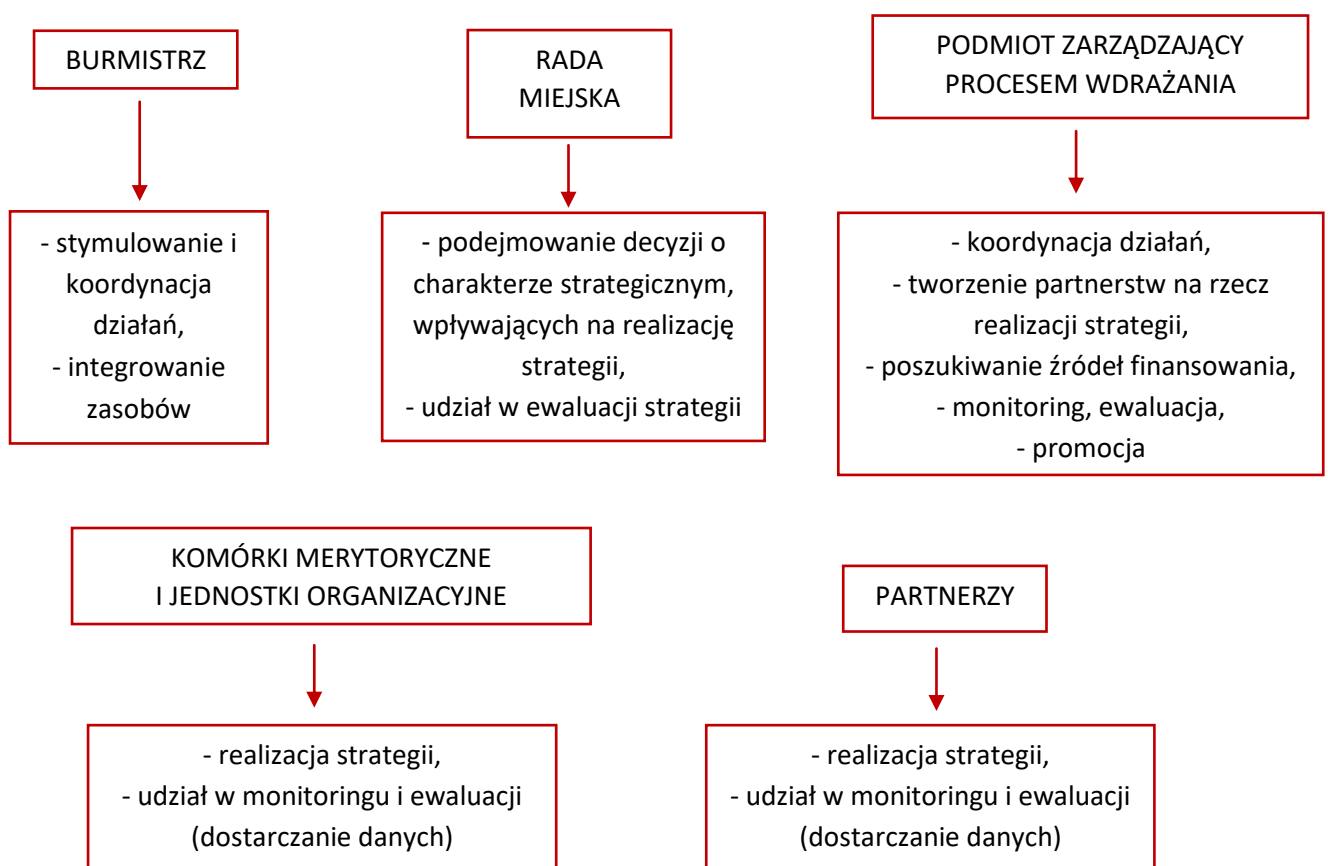 BURMISTRZ
RADA
MIEJSKA
PODMIOT ZARZĄDZAJĄCY
PROCESEM WDRAŻANIA
- stymulowanie i
koordynacja
działań,
- integrowanie
zasobów
- podejmowanie decyzji o
charakterze strategicznym,
wpływających na realizację
strategii,
- udział w ewaluacji strategii
- koordynacja działań,
- tworzenie partnerstw na rzecz
realizacji strategii,
- poszukiwanie źródeł finansowania,
- monitoring, ewaluacja,
- promocja
KOMÓRKI MERYTORYCZNE
I JEDNOSTKI ORGANIZACYJNE
PARTNERZY
- realizacja strategii,
- udział w monitoringu i ewaluacji
(dostarczanie danych)
- realizacja strategii,
- udział w monitoringu i ewaluacji
(dostarczanie danych)